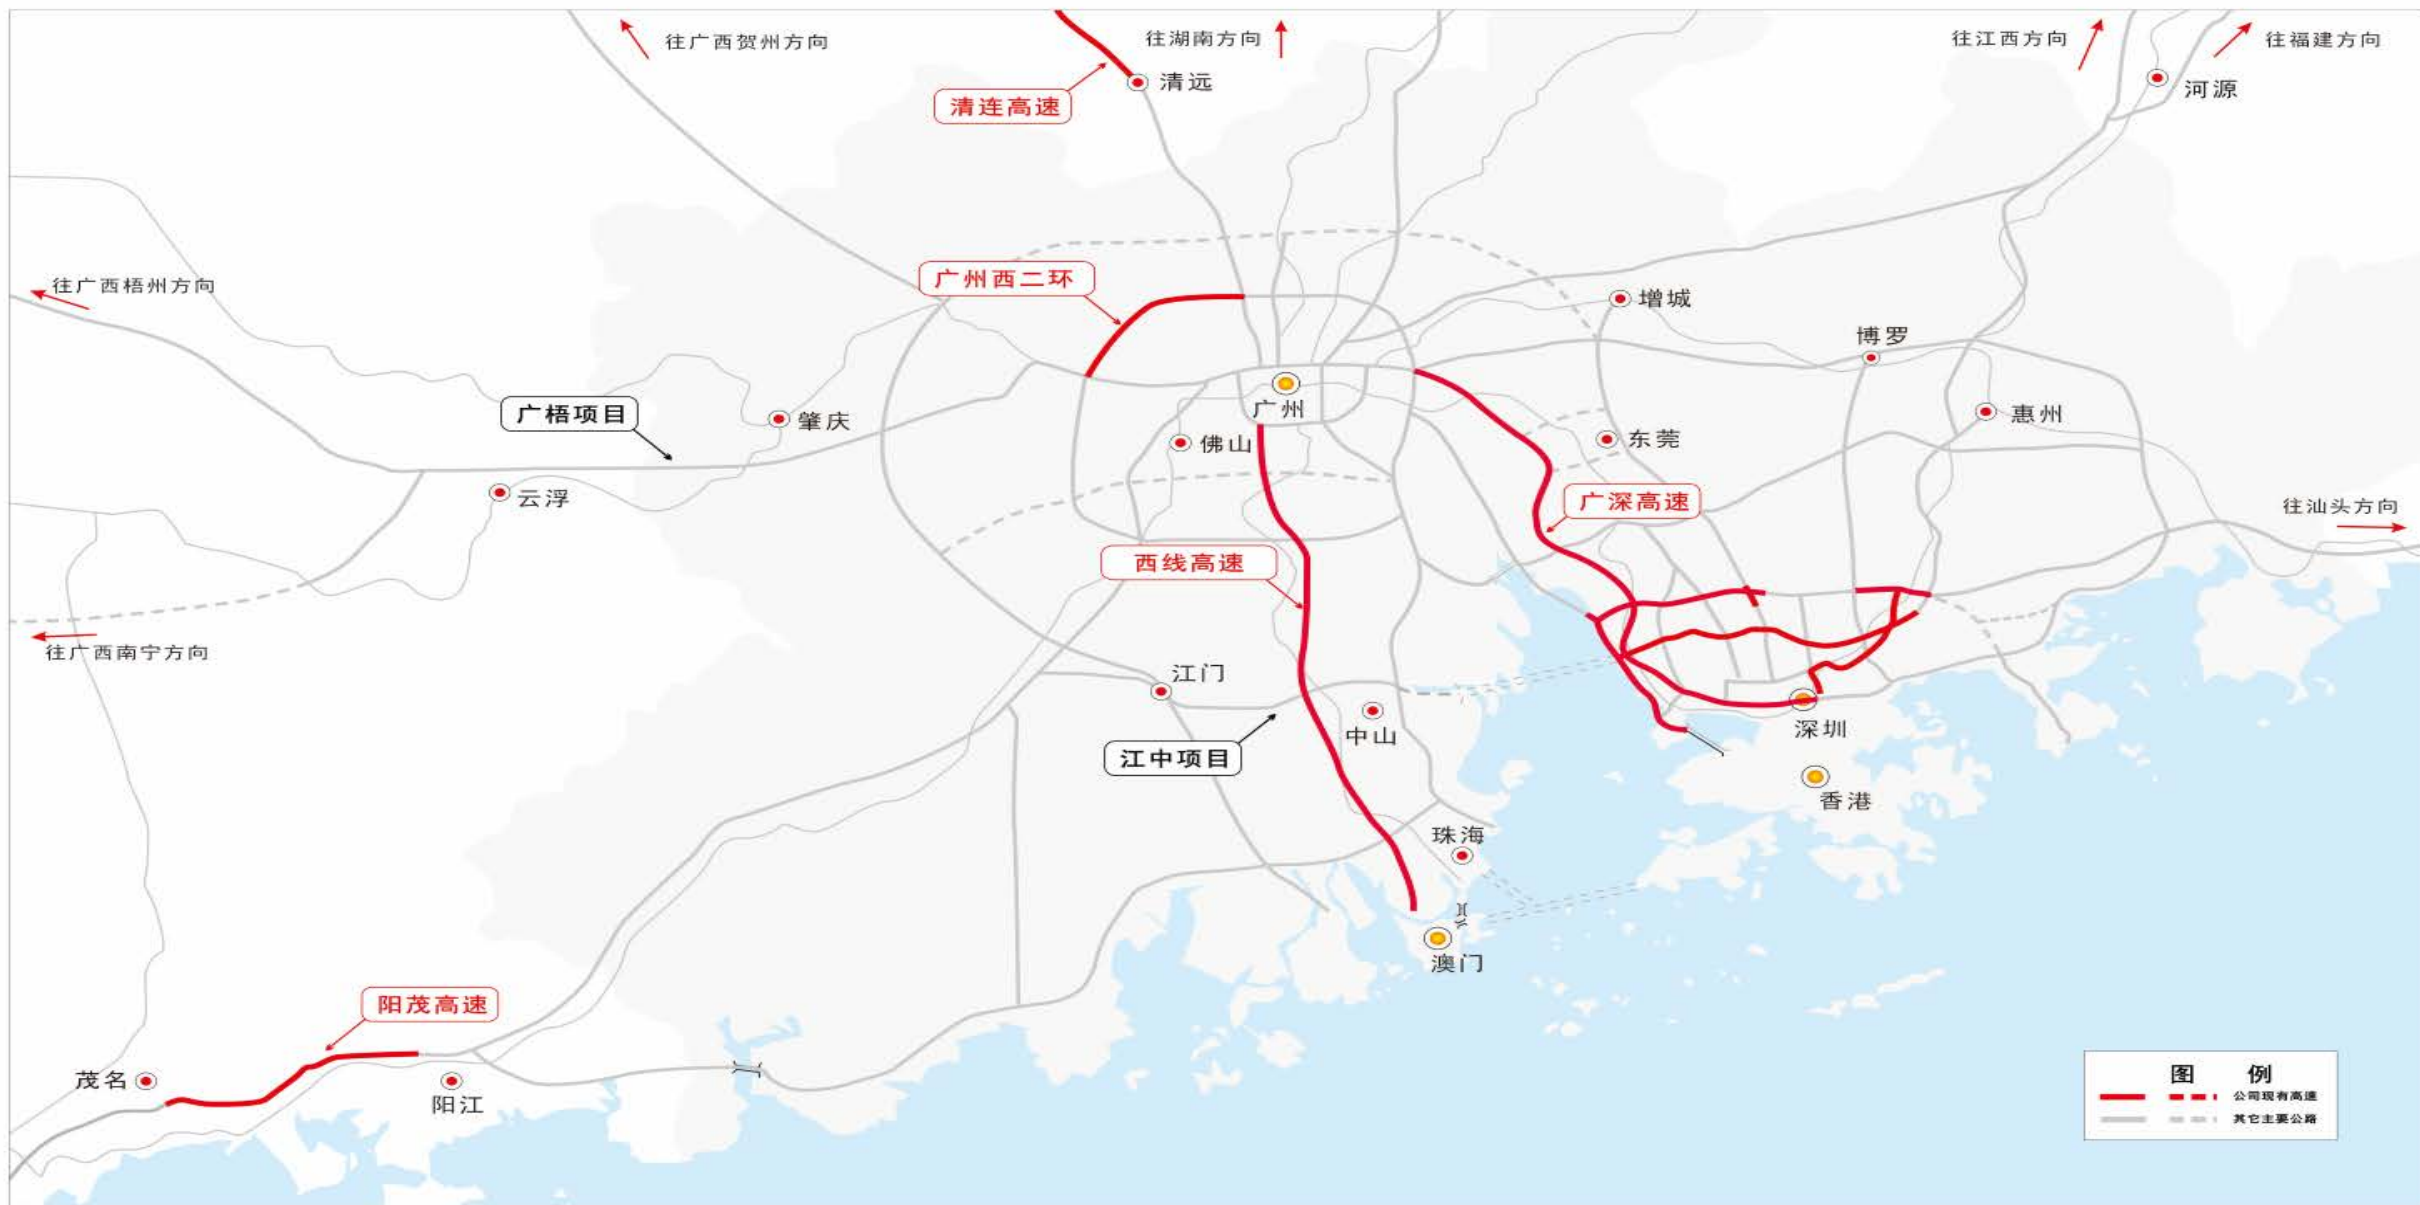 往广西贺州方向
往湖南方向
往江西方向
往福建方向
清远
河源
清连高速
广州西二环
往广西梧州方向
增城
博罗
广梧项目
肇庆
广州
惠州
佛山
东莞
云浮
广深高速
往汕头方向
西线高速
往广西南宁方向
江门
中山
深圳
江中项目
香港
珠海
澳门
阳茂高速
茂名
阳江
图 例
公司现有高速
其它主要公路